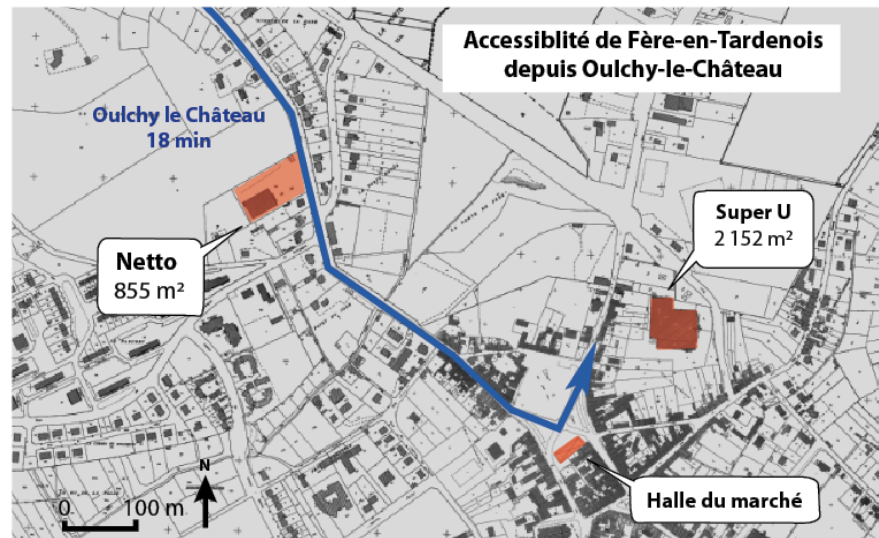 Accessiblité de Fère-en-Tardenois
depuis Oulchy-le-Château
Oulchy le Château
18 min
Super U
2 152 m²
Netto
855 m²
N
0 100 m
Halle du marché